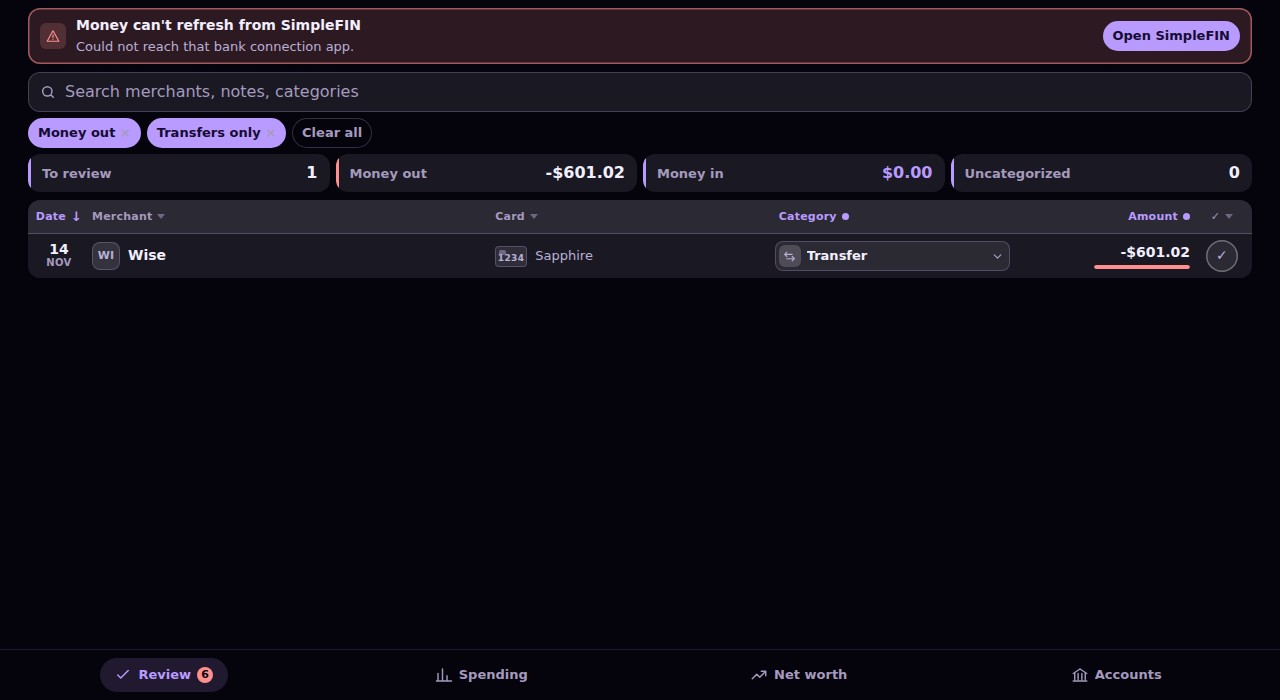 Money can't refresh from SimpleFIN
Could not reach that bank connection app.
Open SimpleFIN
Search merchants, notes, categories
Money out × Transfers only × Clear all
To review 1 Money out -$601.02 Money in $0.00 Uncategorized 0
Date ↓ Merchant Card Category Amount ✓
14
NOV
WI Wise 1234 Sapphire Transfer -$601.02 ✓
Review 6 Spending Net worth Accounts